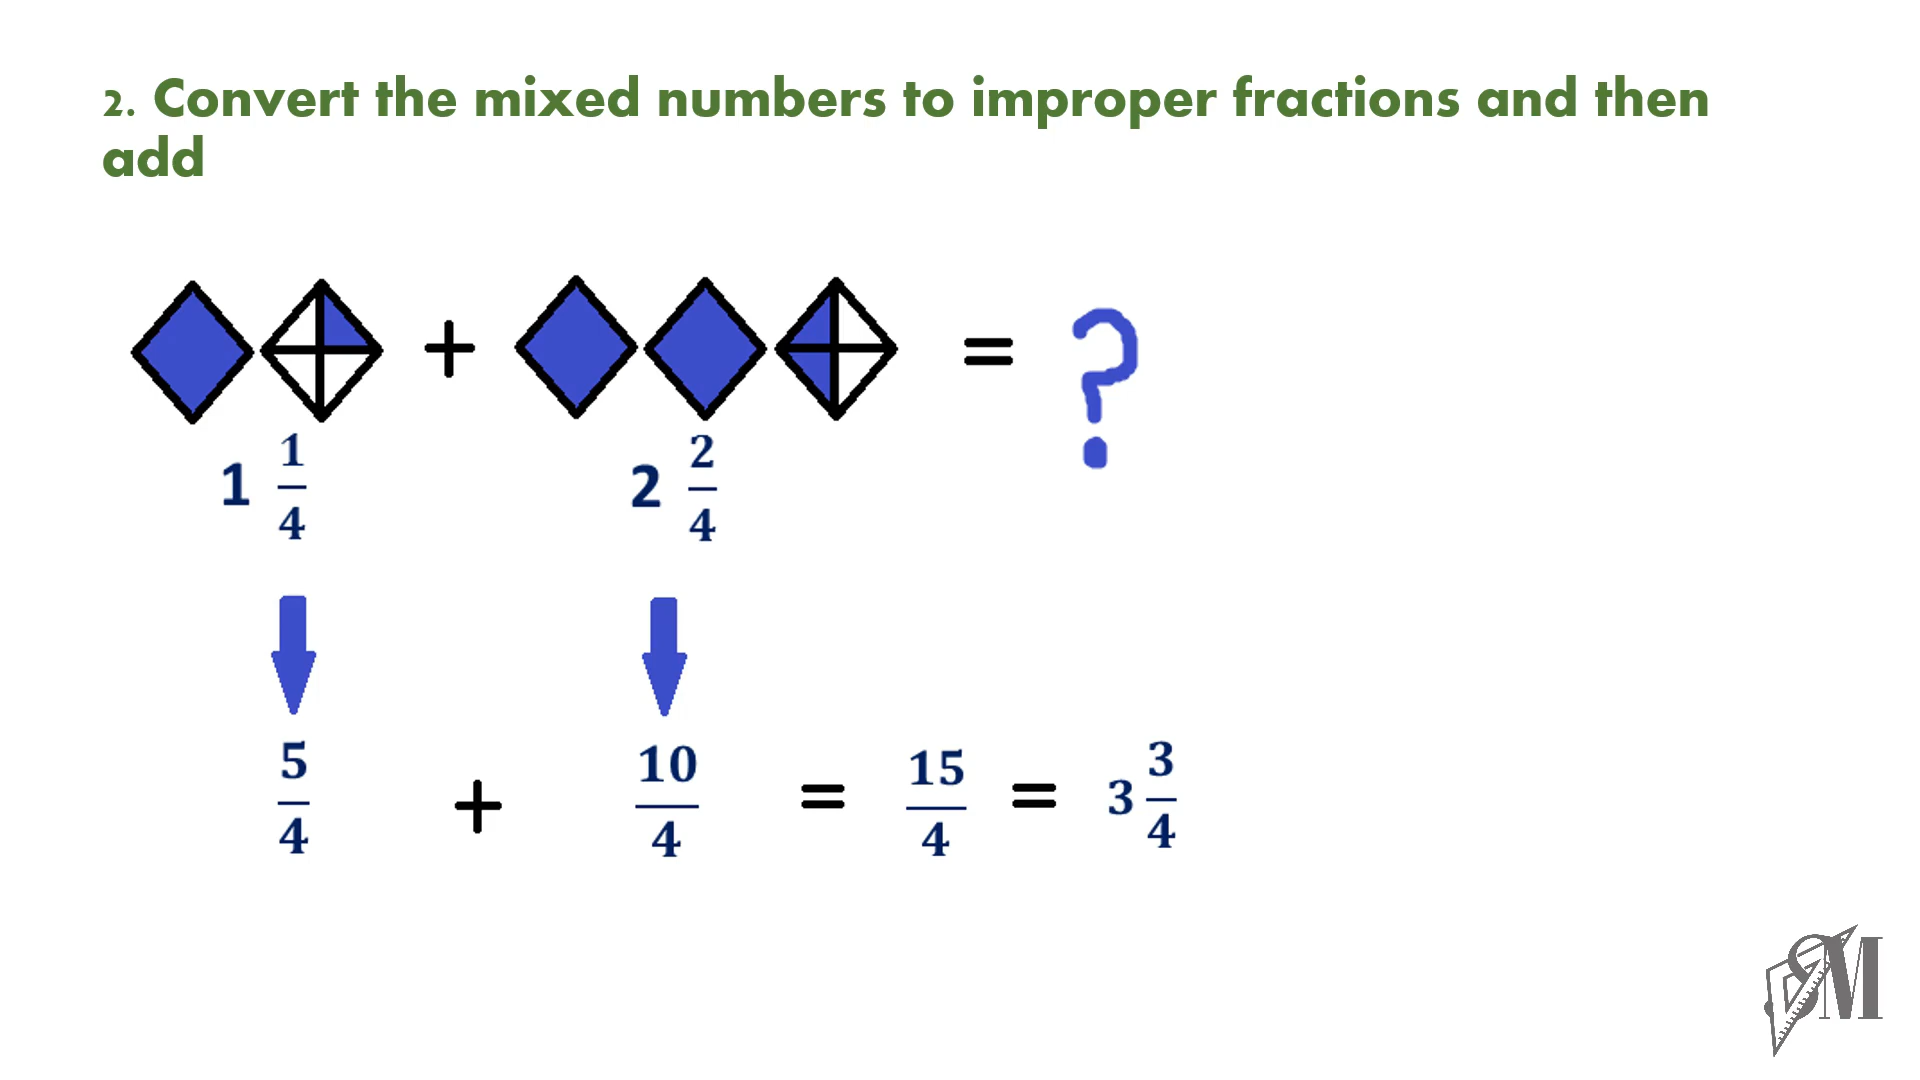 2. Convert the mixed numbers to improper fractions and then
add
+ = ?
1 1/4 2 2/4
5/4 + 10/4 = 15/4 = 3 3/4
SM